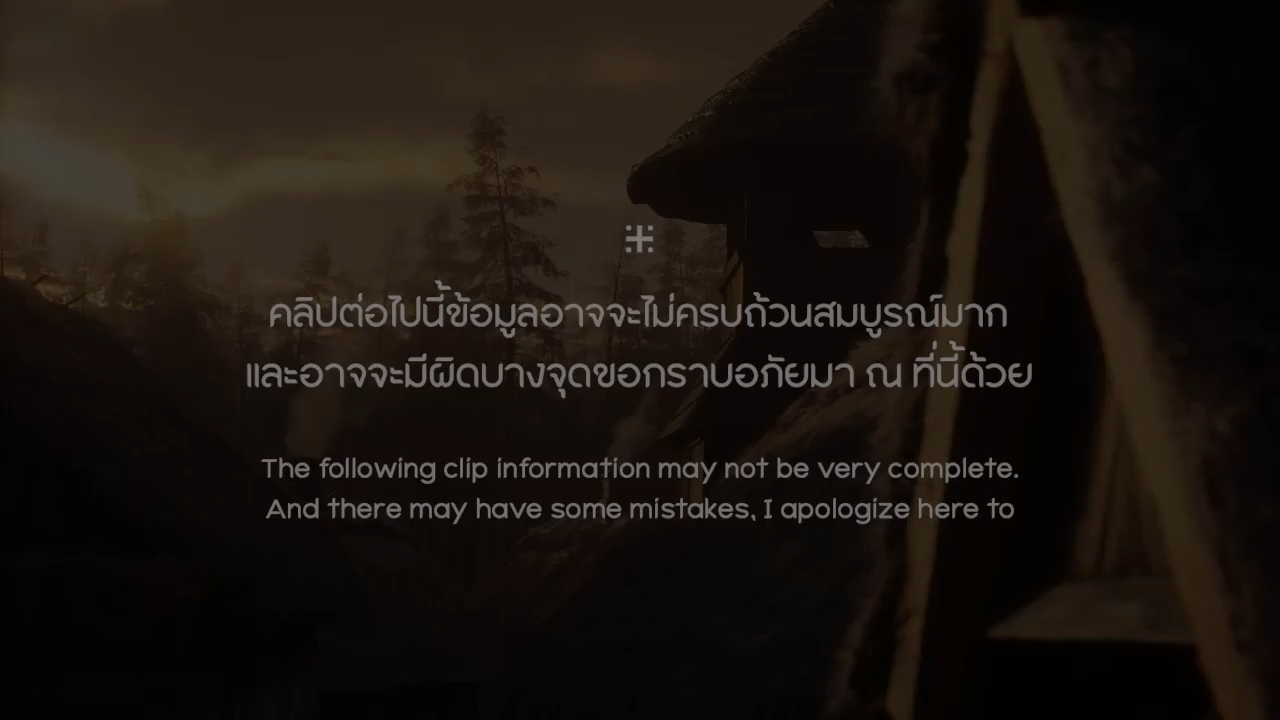 คลิปต่อไปนี้ข้อมูลอาจจะไม่ครบถ้วนสมบูรณ์มาก
และอาจจะมีผิดบางจุดขอกราบอภัยมา ณ ที่นี้ด้วย
The following clip information may not be very complete.
And there may have some mistakes, I apologize here to